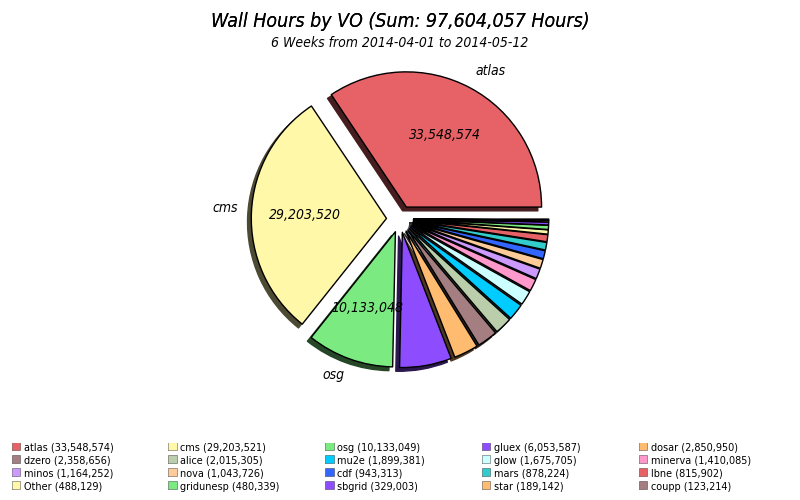 Wall Hours by VO (Sum: 97,604,057 Hours)
6 Weeks from 2014-04-01 to 2014-05-12
atlas
33,548,574
cms
29,203,520
10,133,048
osg
atlas (33,548,574) cms (29,203,521) osg (10,133,049) gluex (6,053,587) dosar (2,850,950)
dzero (2,358,656) alice (2,015,305) mu2e (1,899,381) glow (1,675,705) minerva (1,410,085)
minos (1,164,252) nova (1,043,726) cdf (943,313) mars (878,224) lbne (815,902)
Other (488,129) gridunesp (480,339) sbgrid (329,003) star (189,142) coupp (123,214)